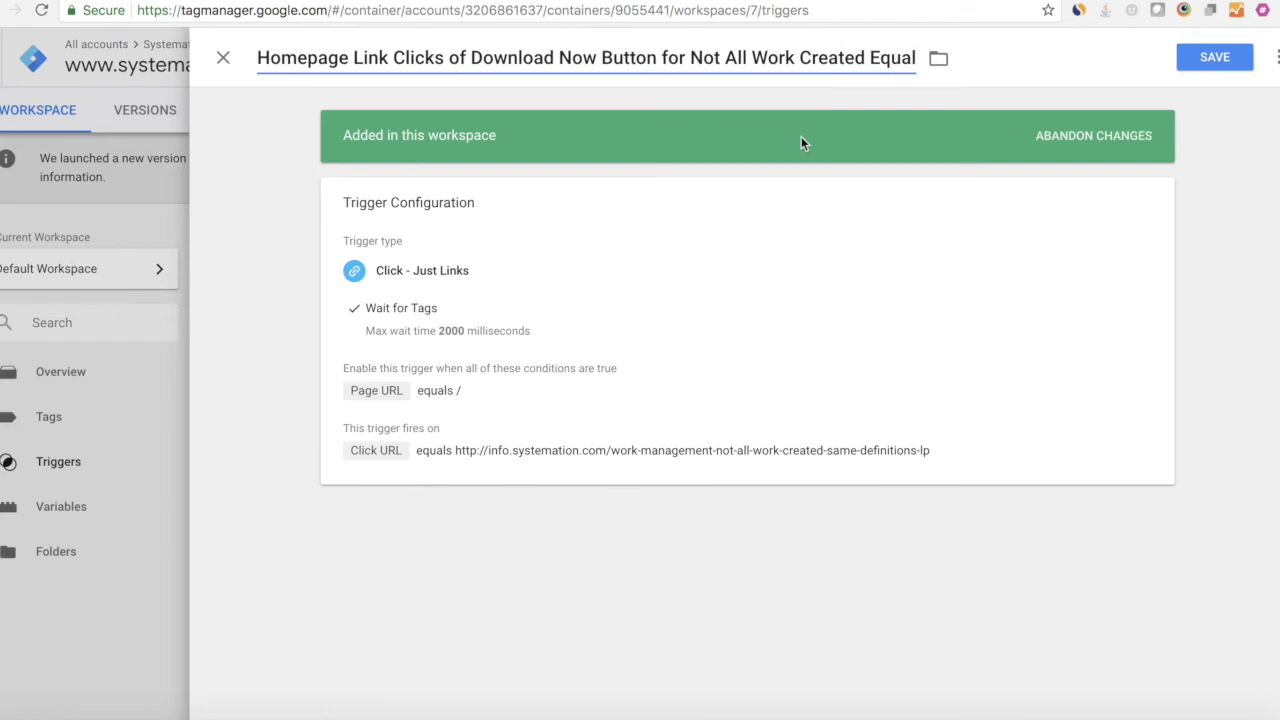 Secure https://tagmanager.google.com/#/container/accounts/3206861637/containers/9055441/workspaces/7/triggers
All accounts > Systema
www.systema
WORKSPACE VERSIONS
We launched a new version
information.
Current Workspace
Default Workspace
Search
Overview
Tags
Triggers
Variables
Folders
Homepage Link Clicks of Download Now Button for Not All Work Created Equal
SAVE
Added in this workspace
ABANDON CHANGES
Trigger Configuration
Trigger type
Click - Just Links
Wait for Tags
Max wait time 2000 milliseconds
Enable this trigger when all of these conditions are true
Page URL equals /
This trigger fires on
Click URL equals http://info.systemation.com/work-management-not-all-work-created-same-definitions-lp